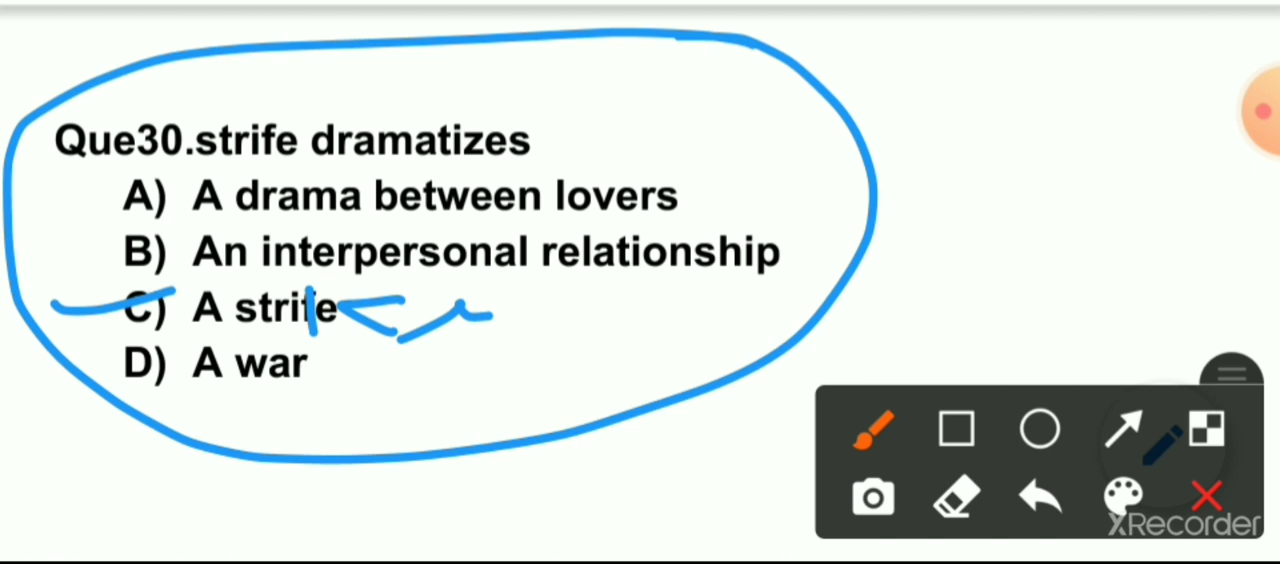 Que30.strife dramatizes
A) A drama between lovers
B) An interpersonal relationship
C) A strife
D) A war
XRecorder